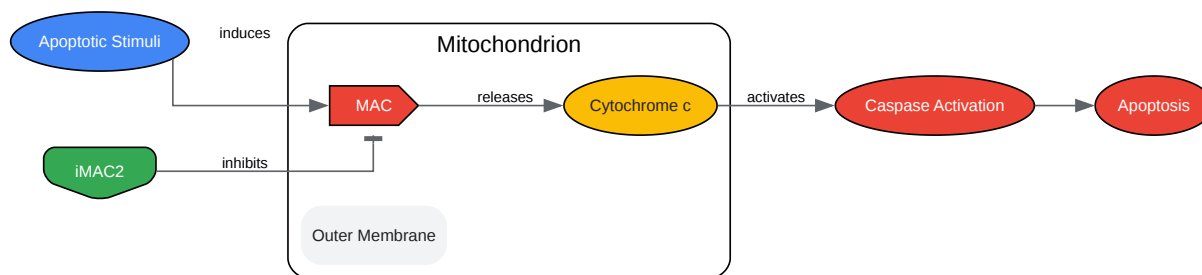 Apoptotic Stimuli
induces
Mitochondrion
MAC
releases
Cytochrome c
activates
Caspase Activation
Apoptosis
iMAC2
inhibits
Outer Membrane